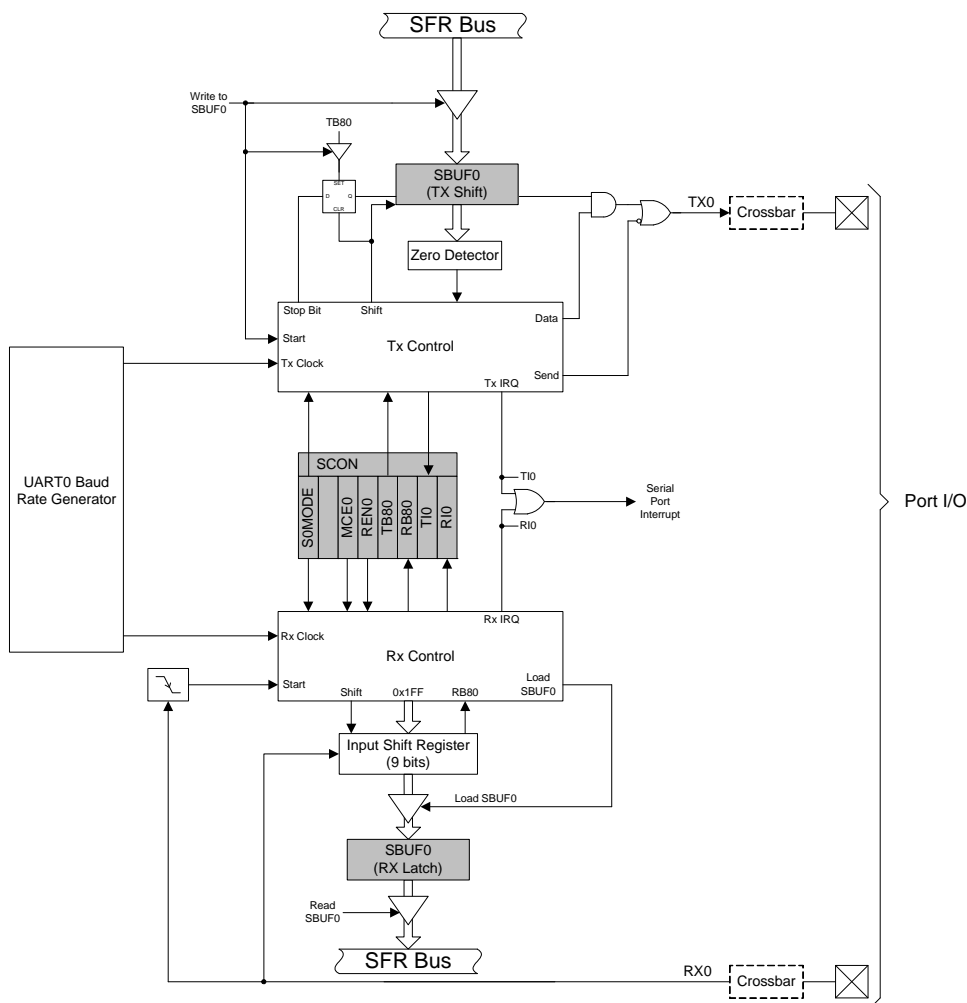 SFR Bus
Write to
SBUF0
TB80
SET
D
Q
CLR
SBUF0
(TX Shift)
TX0
Crossbar
Zero Detector
Stop Bit
Shift
Data
Start
Tx Control
Tx Clock
Send
Tx IRQ
UART0 Baud
Rate Generator
SCON
S0MODE
MCE0
REN0
TB80
RB80
TI0
RI0
TI0
Serial
Port
Interrupt
RI0
Port I/O
Rx IRQ
Rx Clock
Rx Control
Start
Load
SBUF0
Shift
0x1FF
RB80
Input Shift Register
(9 bits)
Load SBUF0
SBUF0
(RX Latch)
Read
SBUF0
SFR Bus
RX0
Crossbar